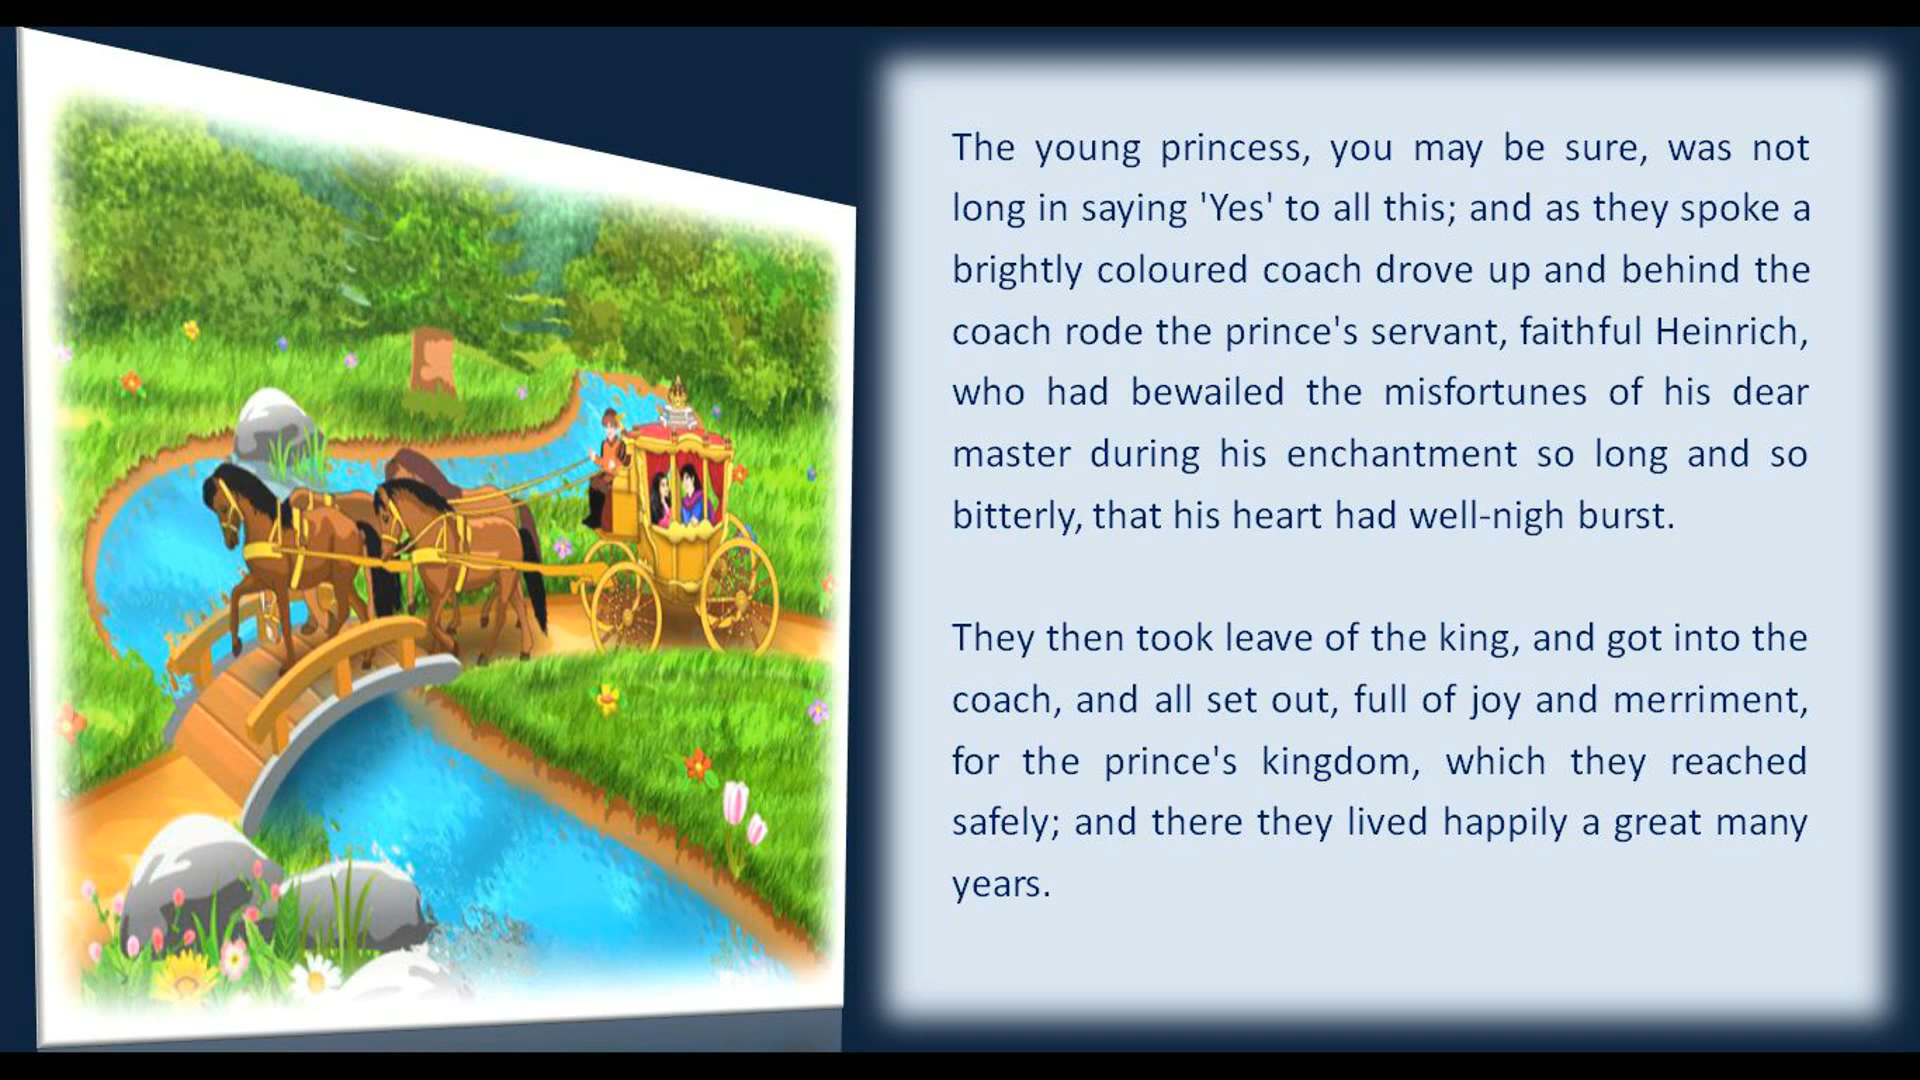 The young princess, you may be sure, was not
long in saying 'Yes' to all this; and as they spoke a
brightly coloured coach drove up and behind the
coach rode the prince's servant, faithful Heinrich,
who had bewailed the misfortunes of his dear
master during his enchantment so long and so
bitterly, that his heart had well-nigh burst.
They then took leave of the king, and got into the
coach, and all set out, full of joy and merriment,
for the prince's kingdom, which they reached
safely; and there they lived happily a great many
years.